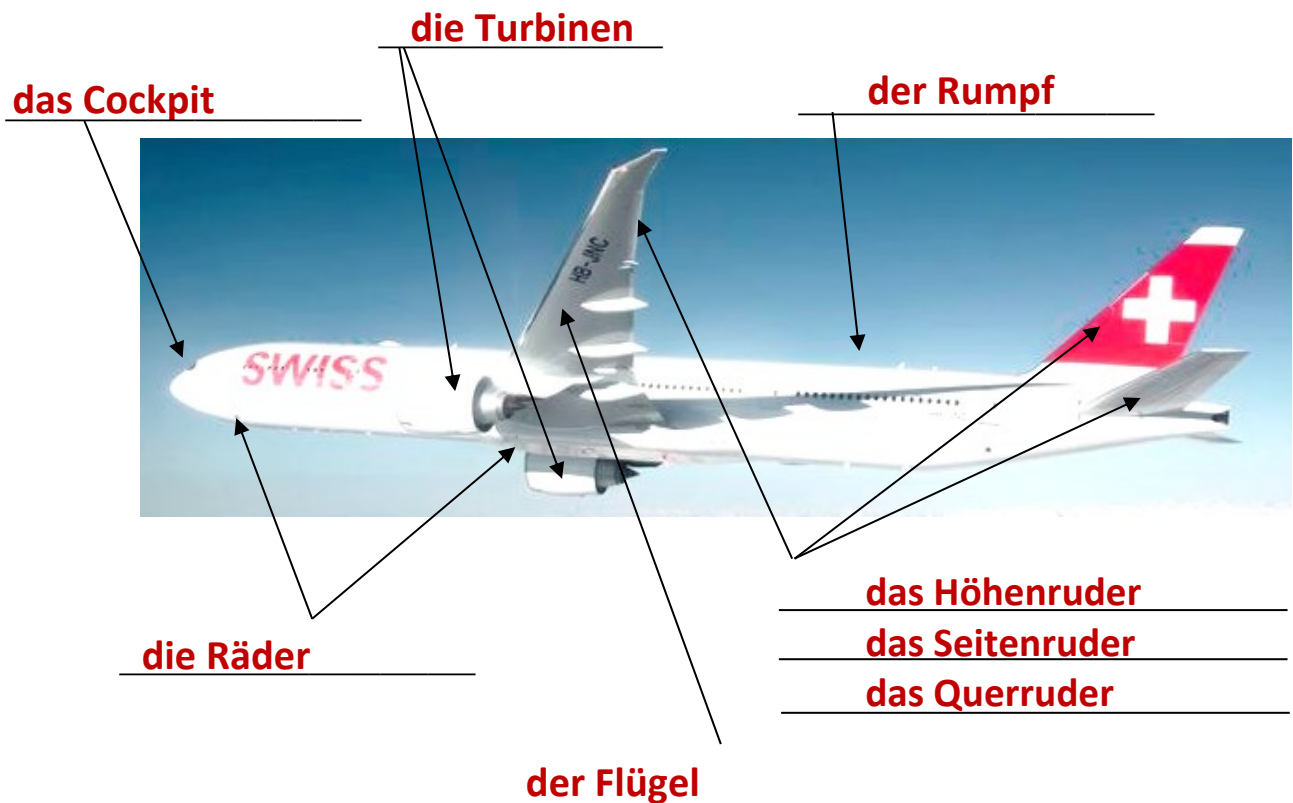 die Turbinen
das Cockpit
der Rumpf
HB-JNC
SWISS
das Höhenruder
das Seitenruder
die Räder
das Querruder
der Flügel